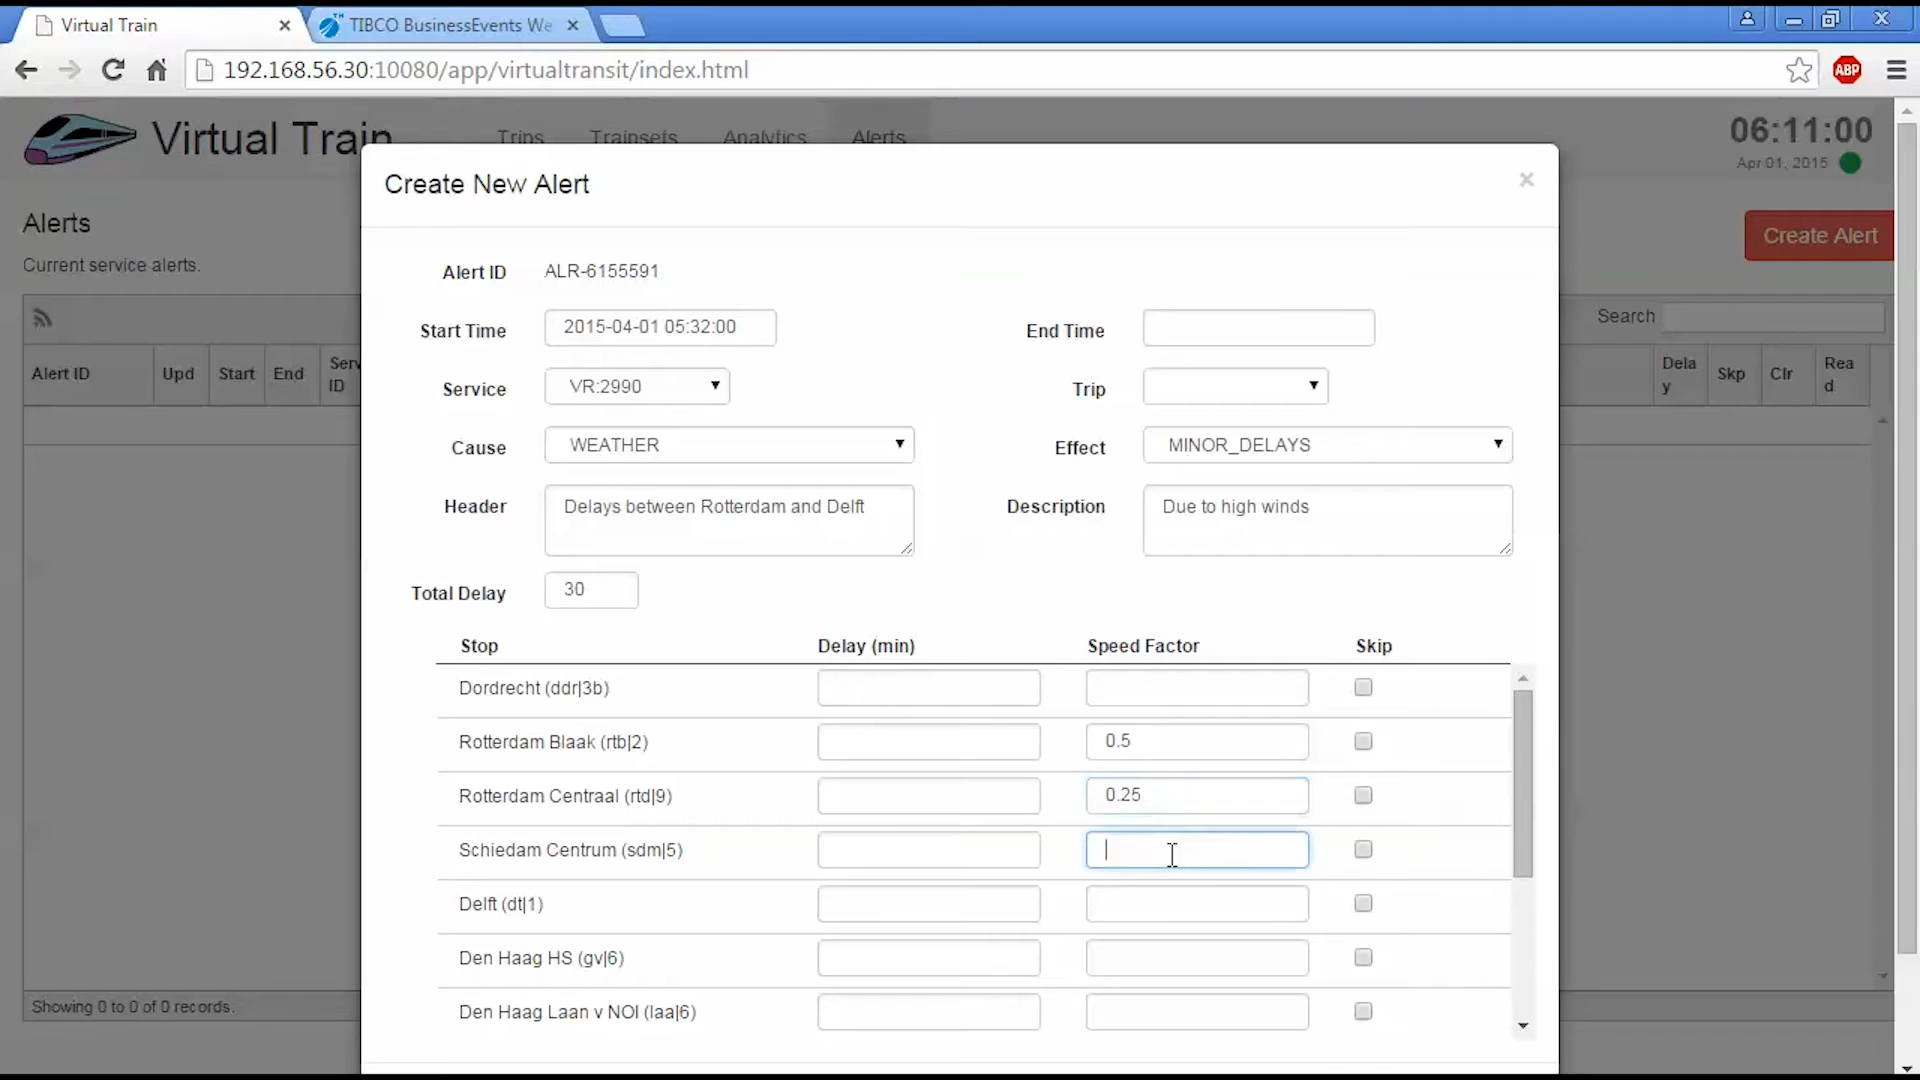 Virtual Train
TIBCO BusinessEvents We
192.168.56.30:10080/app/virtualtransit/index.html
ABP
Virtual Train
Trips
Trainsets
Analytics
Alerts
06:11:00
Apr 01, 2015
Alerts
Current service alerts.
Create Alert
Search
Alert ID
Upd
Start
End
Serv
ID
Dela
y
Skp
Clr
Rea
d
Showing 0 to 0 of 0 records.
Create New Alert
×
Alert ID
ALR-6155591
Start Time
2015-04-01 05:32:00
End Time
Service
VR:2990
Trip
Cause
WEATHER
Effect
MINOR_DELAYS
Header
Delays between Rotterdam and Delft
Description
Due to high winds
Total Delay
30
Stop Delay (min) Speed Factor Skip
Dordrecht (ddr|3b)
Rotterdam Blaak (rtb|2) 0.5
Rotterdam Centraal (rtd|9) 0.25
Schiedam Centrum (sdm|5)
Delft (dt|1)
Den Haag HS (gv|6)
Den Haag Laan v NOI (laa|6)